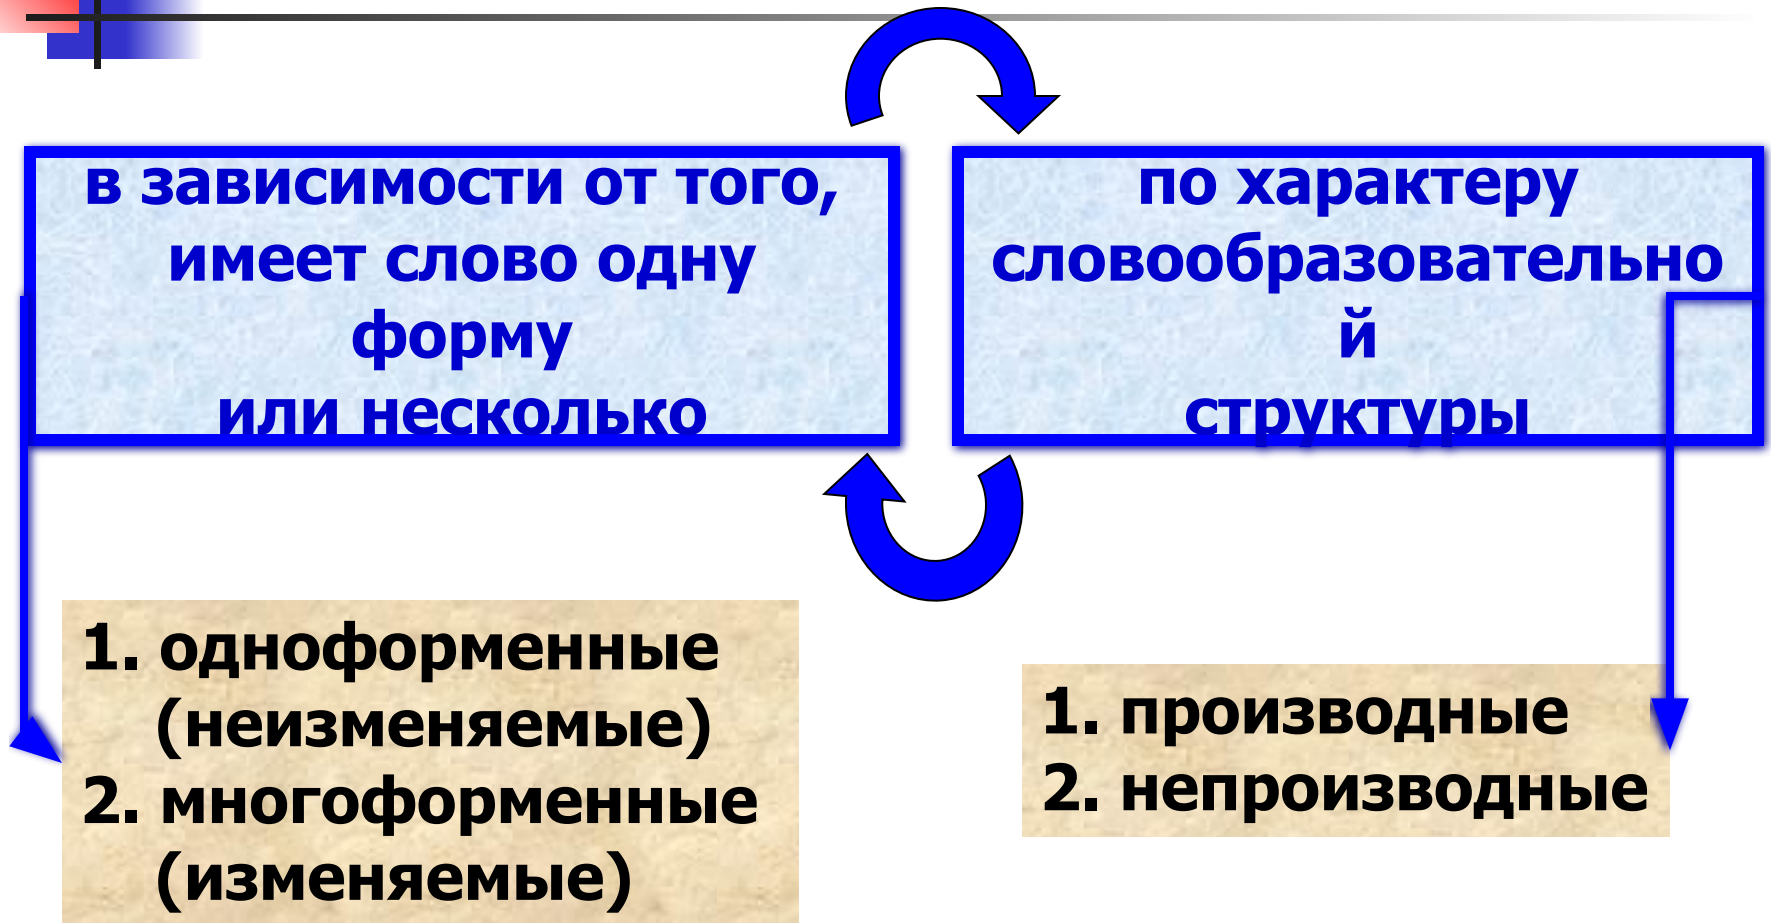 в зависимости от того,
имеет слово одну
форму
или несколько
по характеру
словообразовательно
й
структуры
1. одноформенные
(неизменяемые)
2. многоформенные
(изменяемые)
1. производные
2. непроизводные